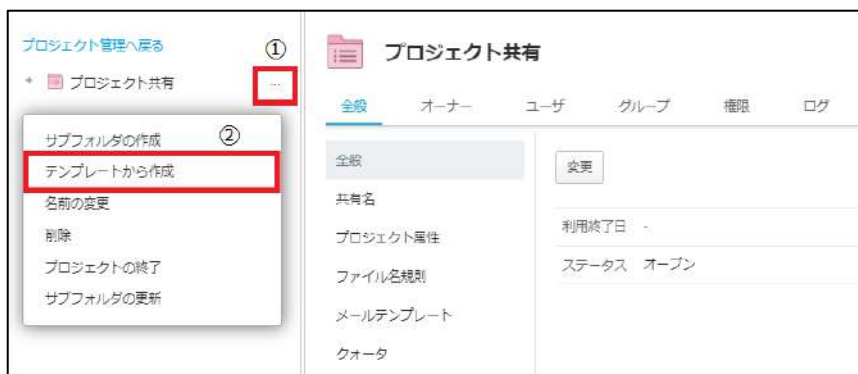 プロジェクト管理へ戻る
①
プロジェクト共有
...
サブフォルダの作成
②
テンプレートから作成
名前の変更
削除
プロジェクトの終了
サブフォルダの更新
プロジェクト共有
全般 オーナー ユーザ グループ 権限 ログ
全般
共有名
プロジェクト属性
ファイル名規則
メールテンプレート
クォータ
変更
利用終了日 -
ステータス オープン